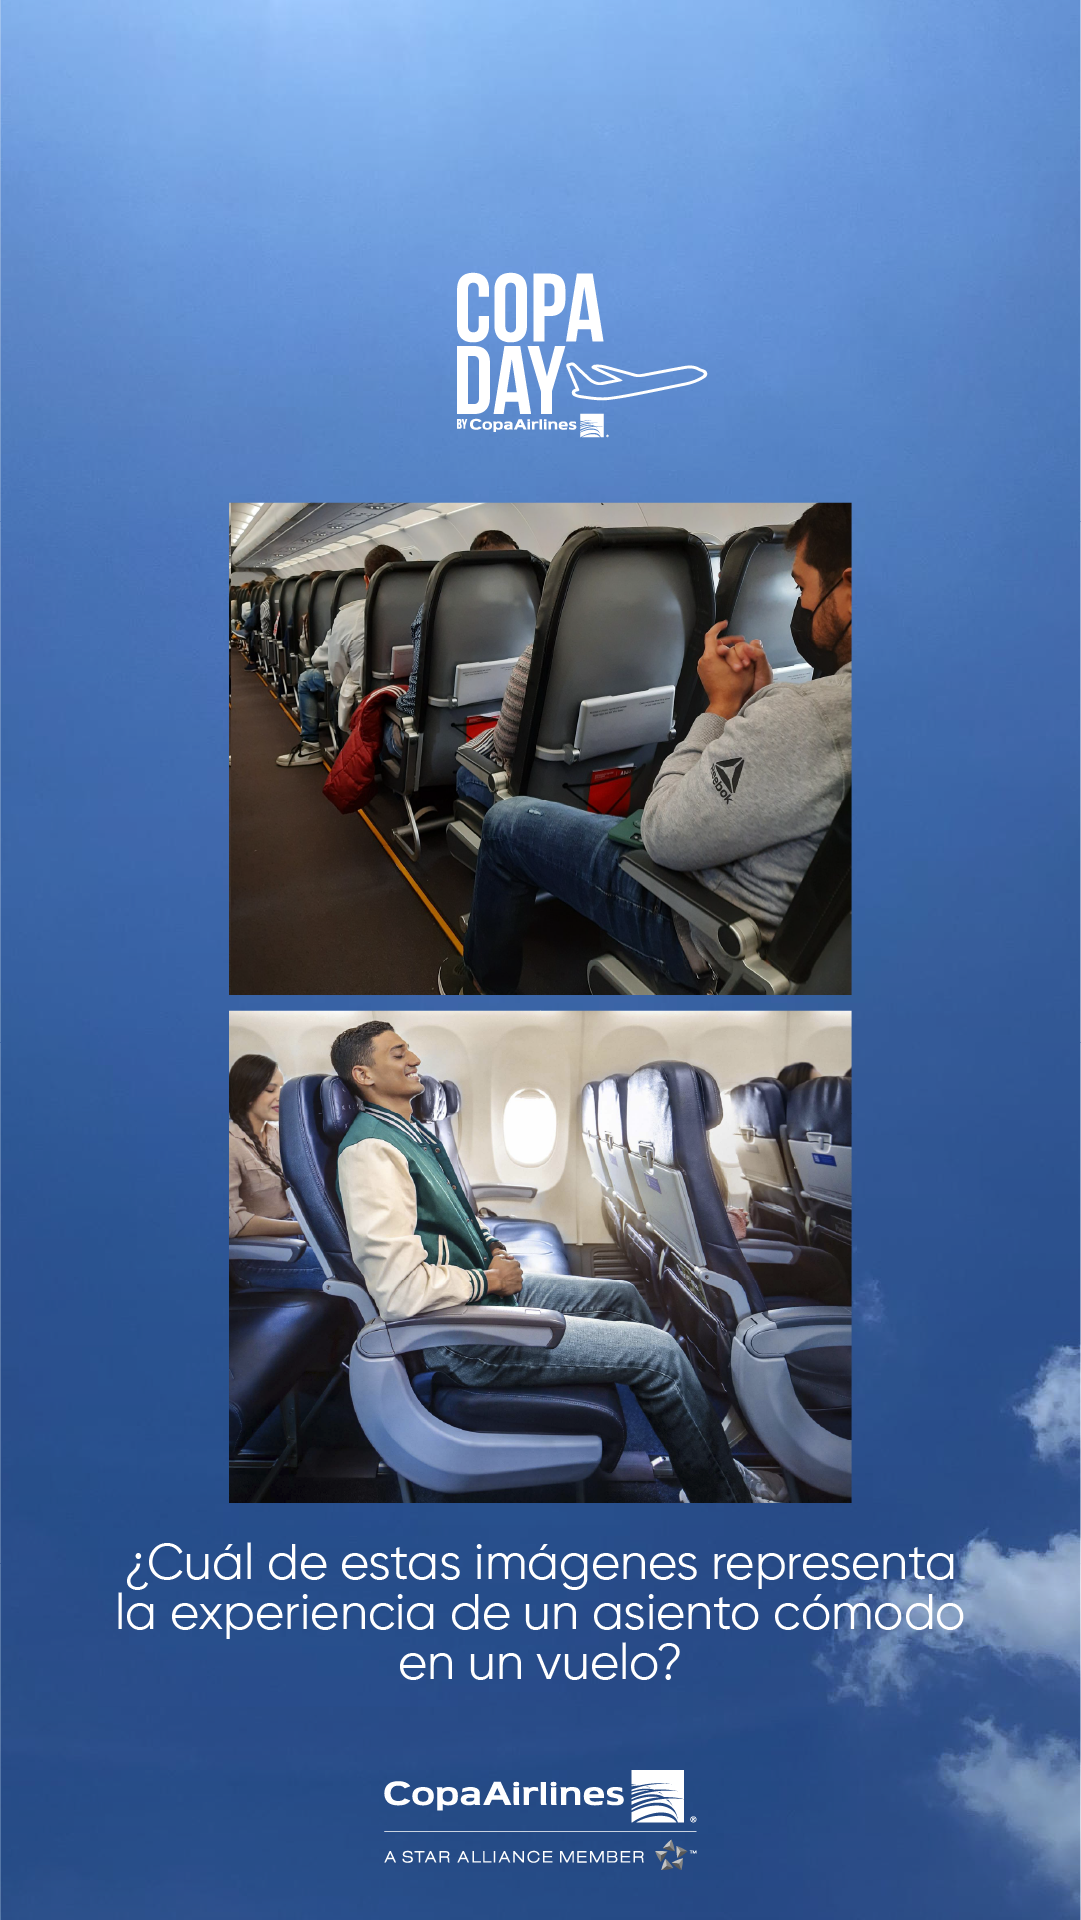 COPA
DAY
BY CopaAirlines
Reebok
¿Cuál de estas imágenes representa
la experiencia de un asiento cómodo
en un vuelo?
CopaAirlines
A STAR ALLIANCE MEMBER